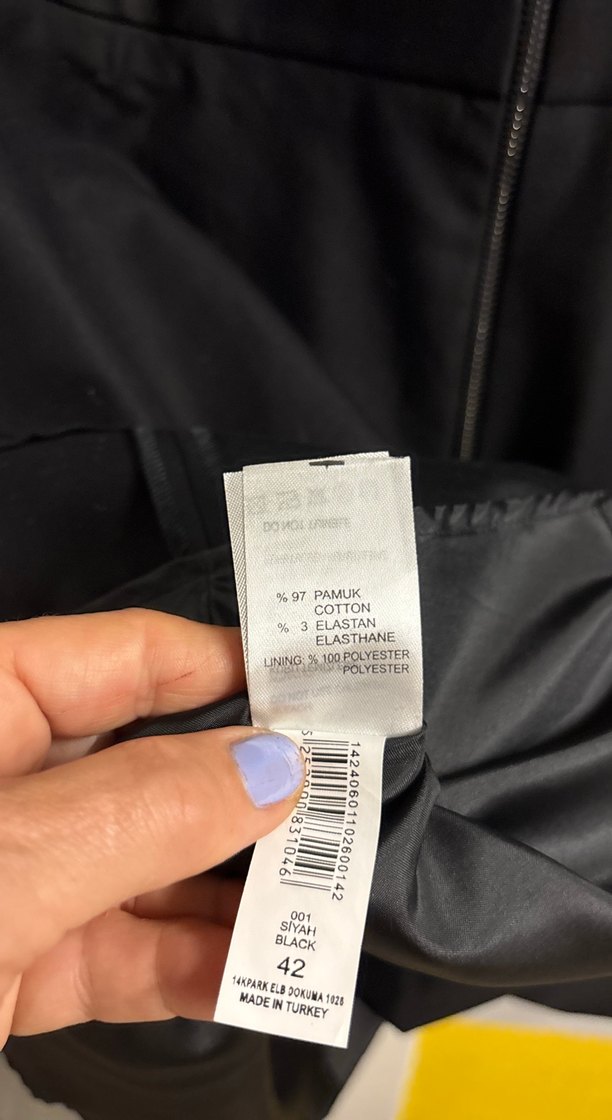 % 97 PAMUK
COTTON
% 3 ELASTAN
ELASTHANE
LINING: % 100 POLYESTER
POLYESTER
14240601102600142
831046
001
SİYAH
BLACK
42
14KPARK ELB DOKUMA 1028
MADE IN TURKEY